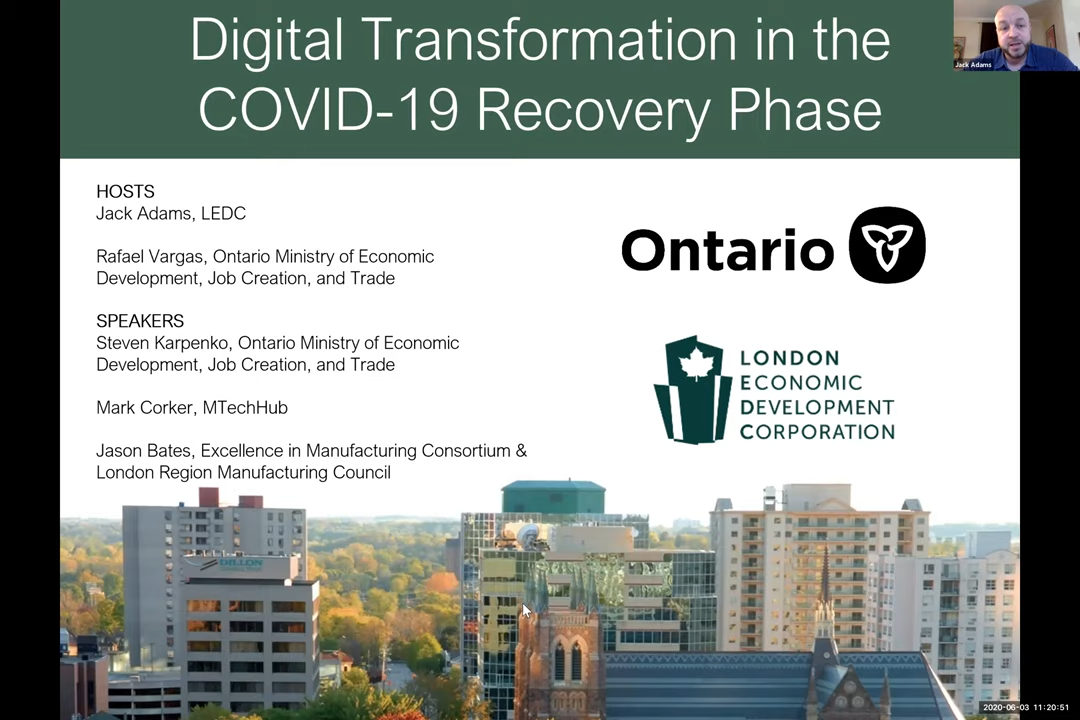 Digital Transformation in the
COVID-19 Recovery Phase
Jack Adams
HOSTS
Jack Adams, LEDC
Rafael Vargas, Ontario Ministry of Economic
Development, Job Creation, and Trade
SPEAKERS
Steven Karpenko, Ontario Ministry of Economic
Development, Job Creation, and Trade
Mark Corker, MTechHub
Jason Bates, Excellence in Manufacturing Consortium &
London Region Manufacturing Council
Ontario
LONDON
ECONOMIC
DEVELOPMENT
CORPORATION
DILLON
2020-06-03 11:20:51